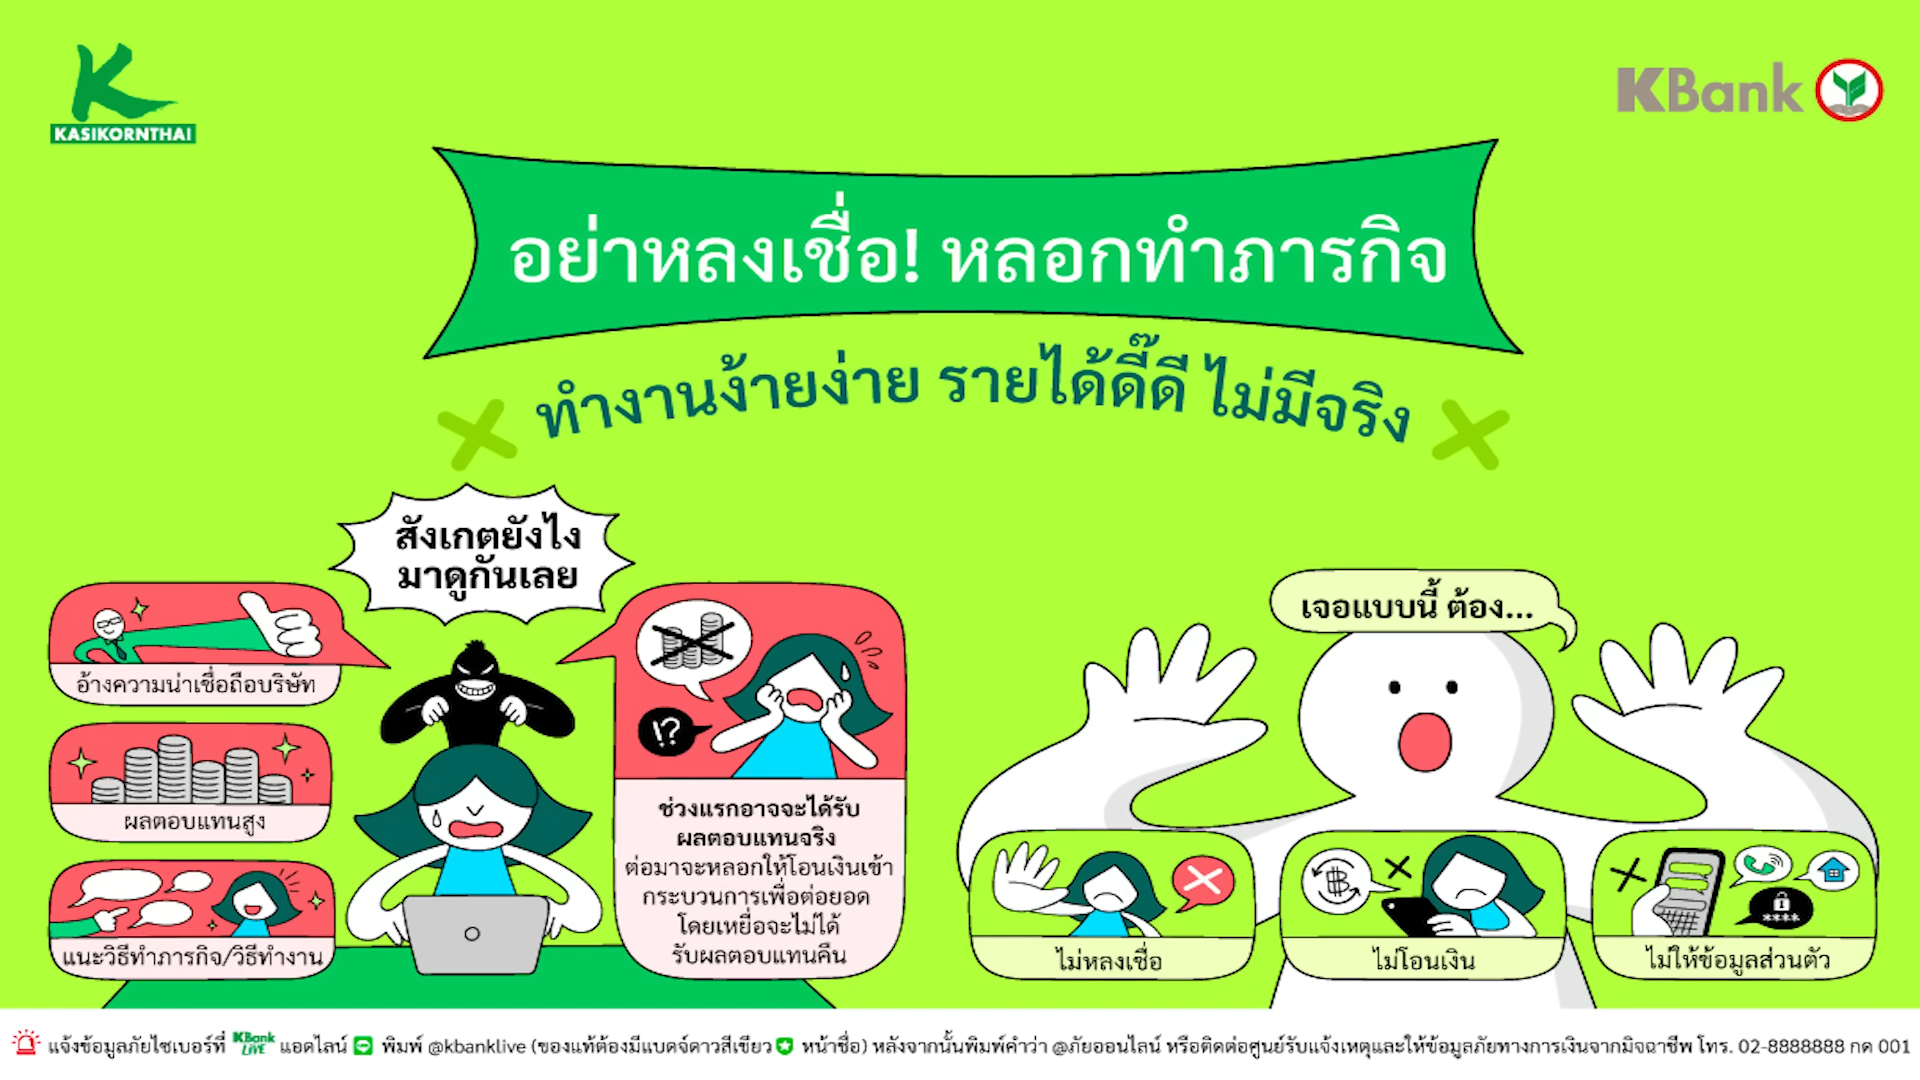 KASIKORNTHAI
KBank
อย่าหลงเชื่อ! หลอกทำภารกิจ
ทำงานง้ายง่าย รายได้ดี๊ดี ไม่มีจริง
สังเกตยังไง
มาดูกันเลย
อ้างความน่าเชื่อถือบริษัท
ผลตอบแทนสูง
แนะวิธีทำภารกิจ/วิธีทำงาน
!?
ช่วงแรกอาจจะได้รับ
ผลตอบแทนจริง
ต่อมาจะหลอกให้โอนเงินเข้า
กระบวนการเพื่อต่อยอด
โดยเหยื่อจะไม่ได้
รับผลตอบแทนคืน
เจอแบบนี้ ต้อง...
ไม่หลงเชื่อ
฿
ไม่โอนเงิน
****
ไม่ให้ข้อมูลส่วนตัว
แจ้งข้อมูลภัยไซเบอร์ที่ KBank LIVE แอดไลน์ พิมพ์ @kbanklive (ของแท้ต้องมีแบดจ์ดาวสีเขียว หน้าชื่อ) หลังจากนั้นพิมพ์คำว่า @ภัยออนไลน์ หรือติดต่อศูนย์รับแจ้งเหตุและให้ข้อมูลภัยทางการเงินจากมิจฉาชีพ โทร. 02-8888888 กด 001